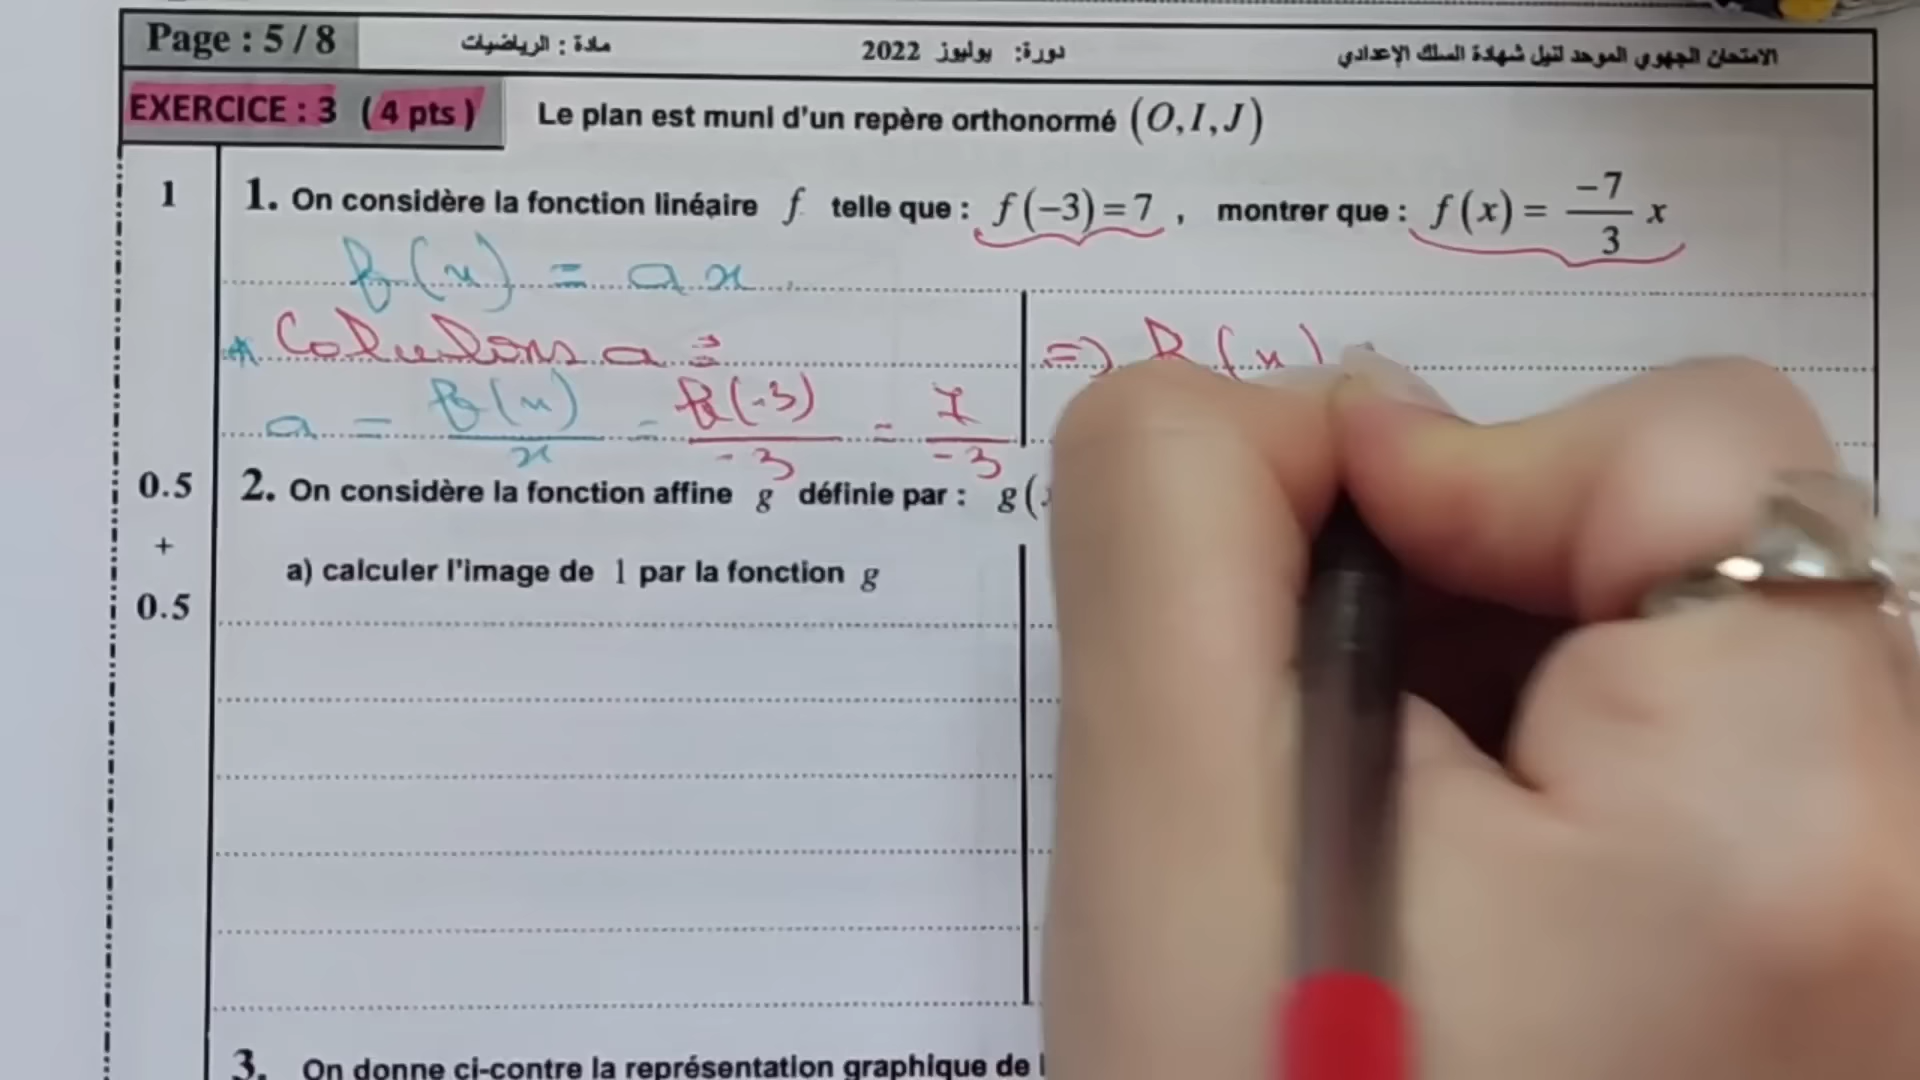 Page : 5 / 8
مادة : الرياضيات
دورة: يوليوز 2022
الامتحان الجهوي الموحد لنيل شهادة السلك الإعدادي
EXERCICE : 3 ( 4 pts )
Le plan est muni d'un repère orthonormé (O, I, J)
1
1. On considère la fonction linéaire f telle que : f(−3)=7 , montrer que : f(x)= −7/3 x
f(x) = ax
* Calculons a :
=> f(x)
a = f(x)/x = f(-3)/-3 = 7/-3
0.5
+
0.5
2. On considère la fonction affine g définie par : g(
a) calculer l'image de 1 par la fonction g
3. On donne ci-contre la représentation graphique de